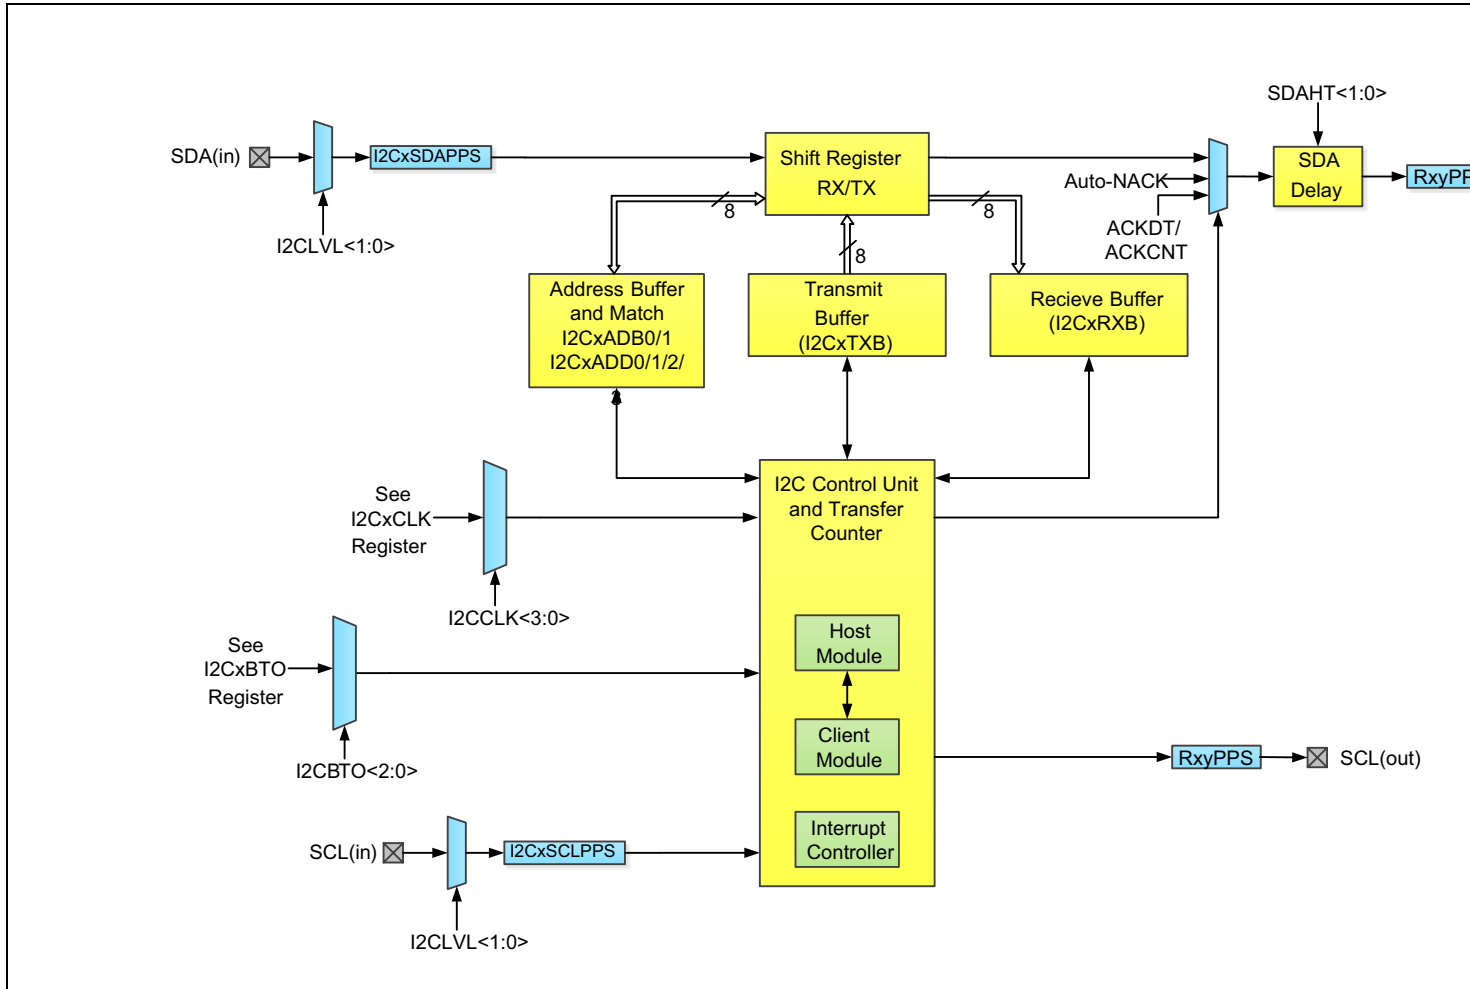 SDAHT<1:0>
SDA(in)
I2CxSDAPPS
I2CLVL<1:0>
Shift Register
RX/TX
8
8
8
Auto-NACK
ACKDT/
ACKCNT
SDA
Delay
RxyPP
Address Buffer
and Match
I2CxADB0/1
I2CxADD0/1/2/
3
Transmit
Buffer
(I2CxTXB)
Recieve Buffer
(I2CxRXB)
See
I2CxCLK
Register
I2CCLK<3:0>
I2C Control Unit
and Transfer
Counter
See
I2CxBTO
Register
I2CBTO<2:0>
Host
Module
Client
Module
Interrupt
Controller
RxyPPS
SCL(out)
SCL(in)
I2CxSCLPPS
I2CLVL<1:0>